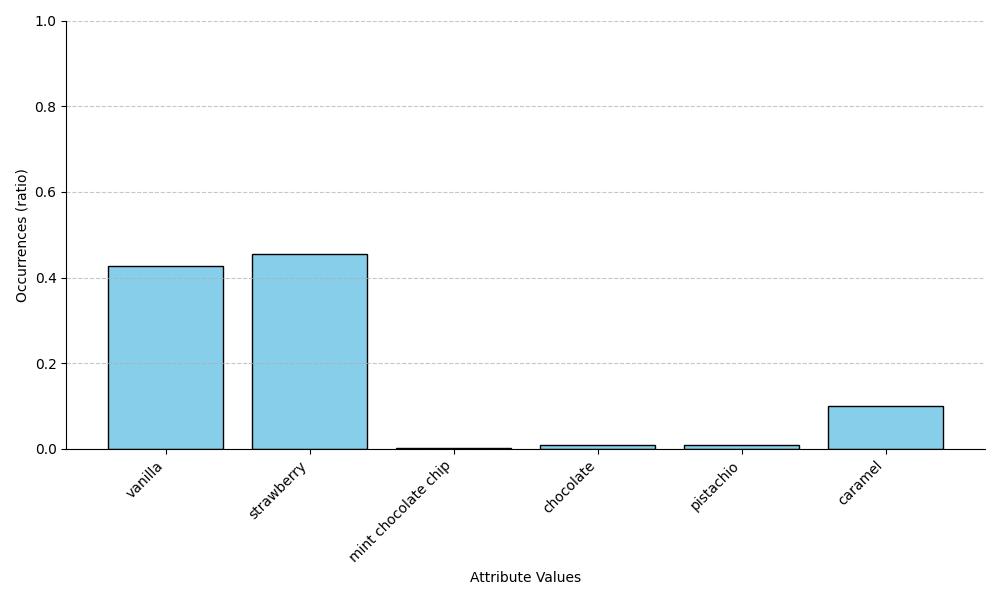 1.0
0.8
0.6
0.4
0.2
0.0
Occurrences (ratio)
vanilla
strawberry
mint chocolate chip
chocolate
pistachio
caramel
Attribute Values